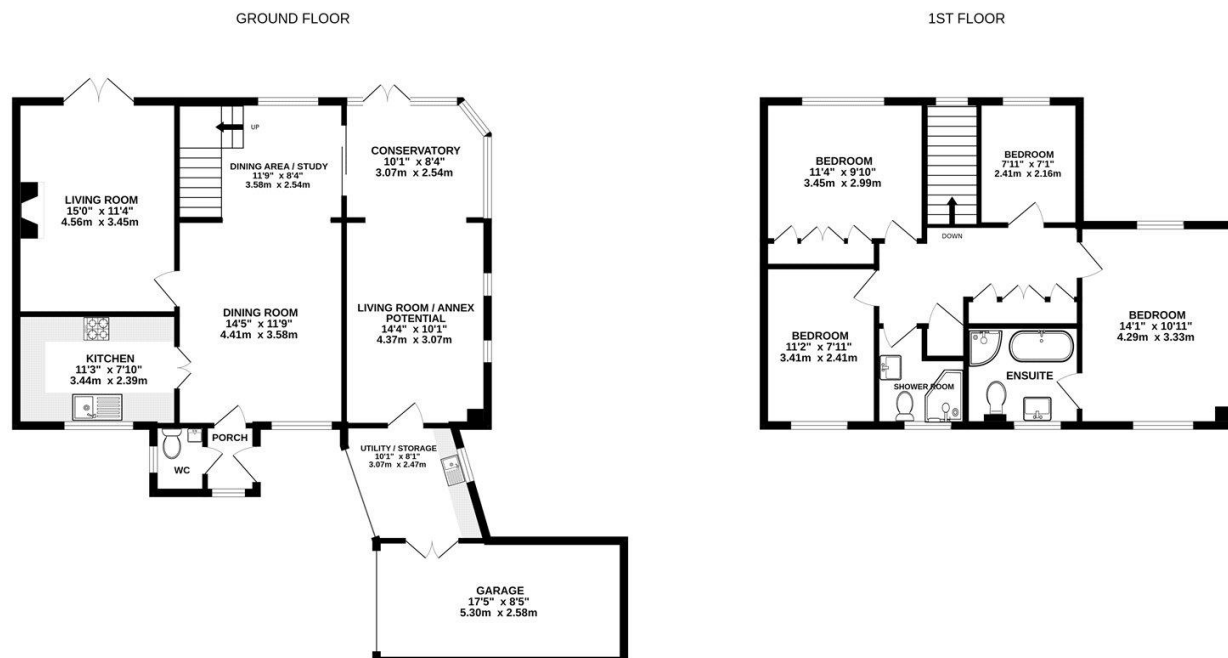 GROUND FLOOR
1ST FLOOR
UP
DINING AREA / STUDY
11'9" x 8'4"
3.58m x 2.54m
CONSERVATORY
10'1" x 8'4"
3.07m x 2.54m
LIVING ROOM
15'0" x 11'4"
4.56m x 3.45m
DINING ROOM
14'5" x 11'9"
4.41m x 3.58m
LIVING ROOM / ANNEX
POTENTIAL
14'4" x 10'1"
4.37m x 3.07m
KITCHEN
11'3" x 7'10"
3.44m x 2.39m
PORCH
WC
UTILITY / STORAGE
10'1" x 8'1"
3.07m x 2.47m
GARAGE
17'5" x 8'5"
5.30m x 2.58m
BEDROOM
11'4" x 9'10"
3.45m x 2.99m
BEDROOM
7'11" x 7'1"
2.41m x 2.16m
DOWN
BEDROOM
11'2" x 7'11"
3.41m x 2.41m
BEDROOM
14'1" x 10'11"
4.29m x 3.33m
SHOWER ROOM
ENSUITE